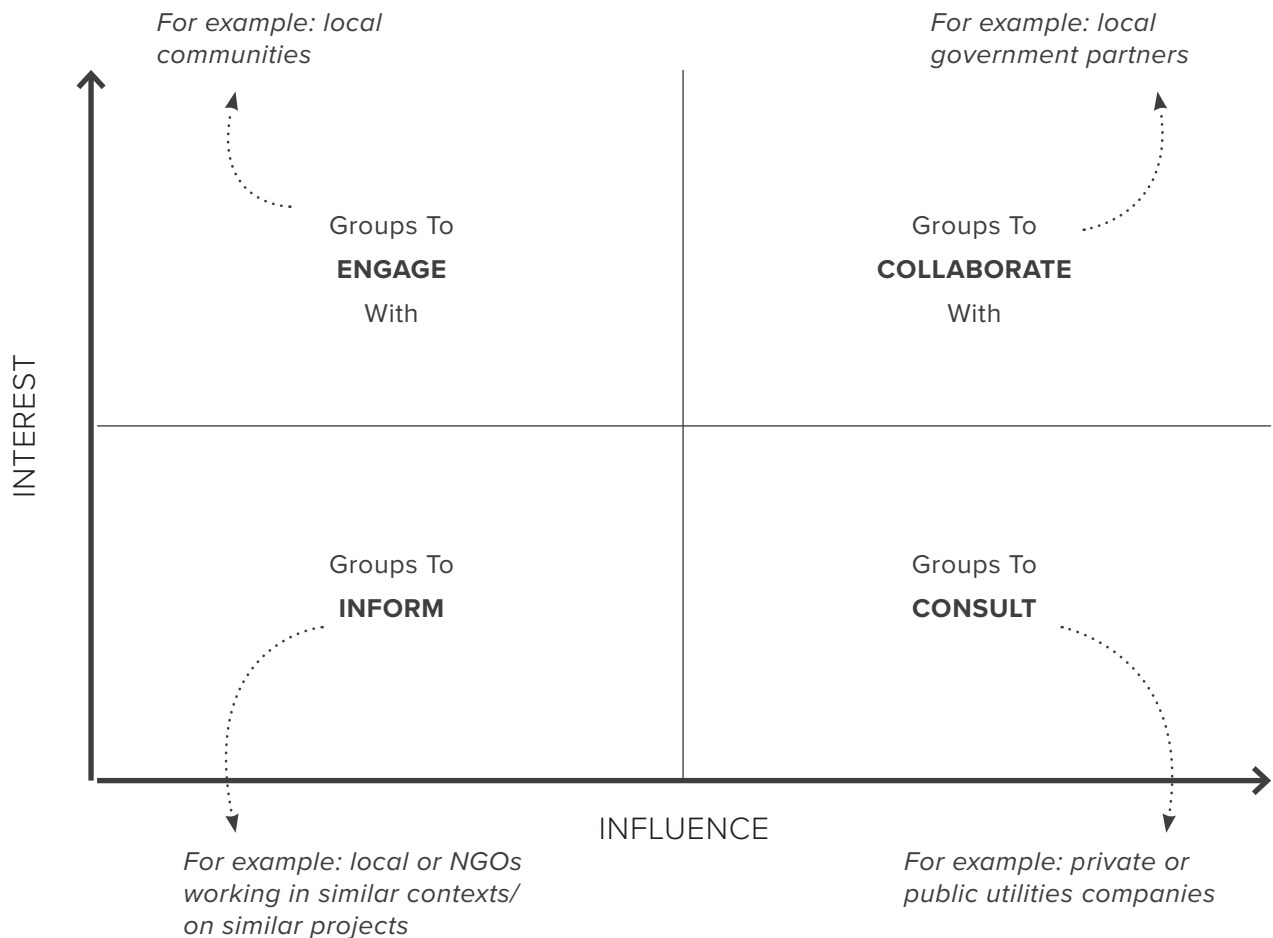 For example: local
communities
For example: local
government partners
Groups To
ENGAGE
With
Groups To
COLLABORATE
With
INTEREST
Groups To
INFORM
Groups To
CONSULT
INFLUENCE
For example: local or NGOs
working in similar contexts/
on similar projects
For example: private or
public utilities companies